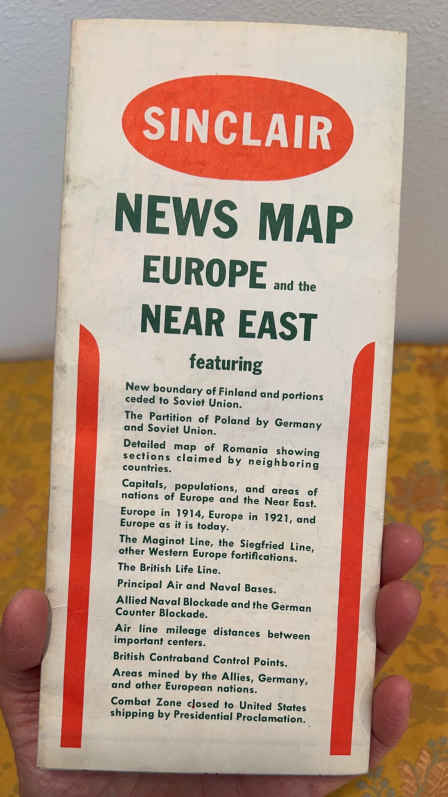 SINCLAIR
NEWS MAP
EUROPE and the
NEAR EAST
featuring
New boundary of Finland and portions
ceded to Soviet Union.
The Partition of Poland by Germany
and Soviet Union.
Detailed map of Romania showing
sections claimed by neighboring
countries.
Capitals, populations, and areas of
nations of Europe and the Near East.
Europe in 1914, Europe in 1921, and
Europe as it is today.
The Maginot Line, the Siegfried Line,
other Western Europe fortifications.
The British Life Line.
Principal Air and Naval Bases.
Allied Naval Blockade and the German
Counter Blockade.
Air line mileage distances between
important centers.
British Contraband Control Points.
Areas mined by the Allies, Germany,
and other European nations.
Combat Zone closed to United States
shipping by Presidential Proclamation.